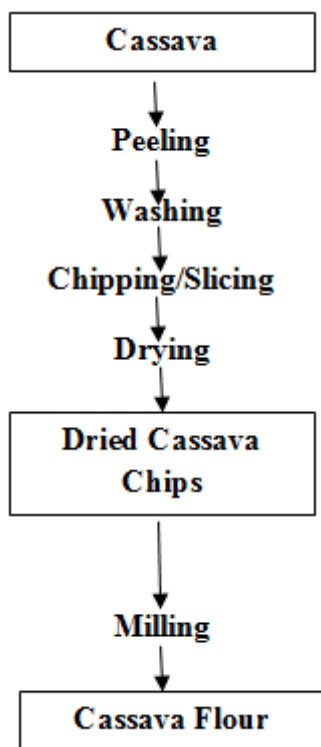 Cassava
Peeling
Washing
Chipping/Slicing
Drying
Dried Cassava
Chips
Milling
Cassava Flour